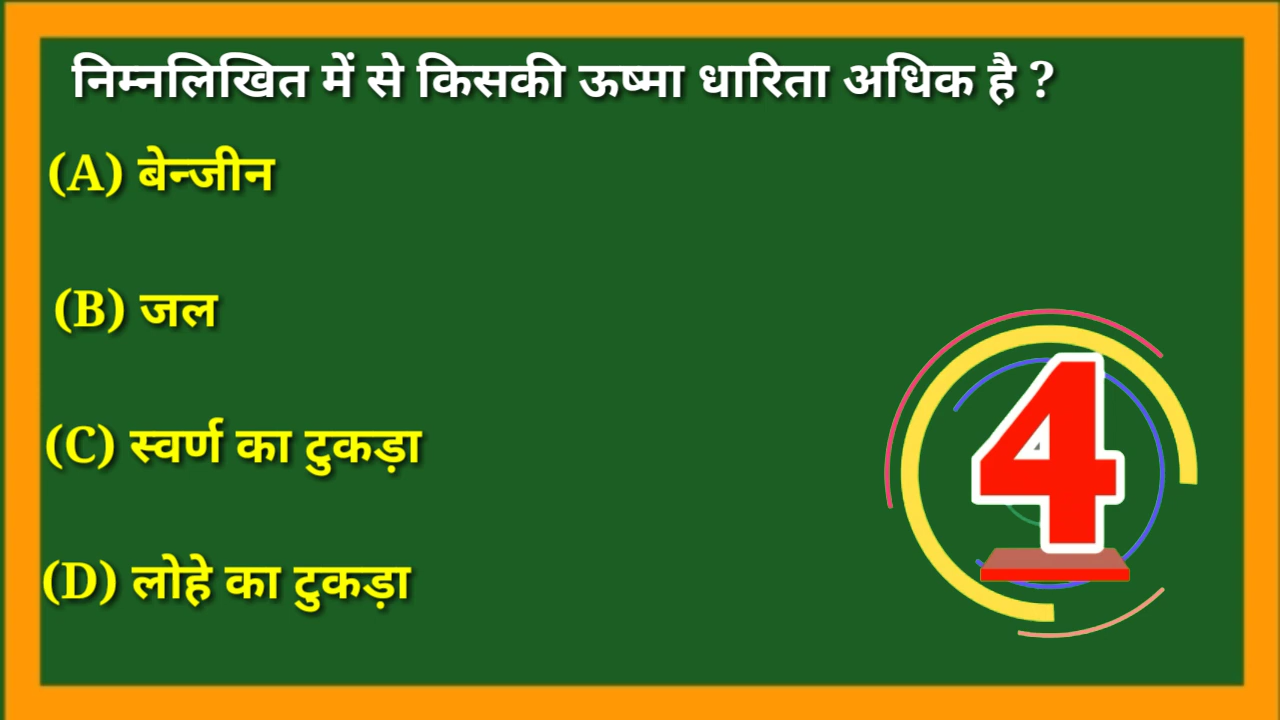 निम्नलिखित में से किसकी ऊष्मा धारिता अधिक है ?
(A) बेन्जीन
(B) जल
(C) स्वर्ण का टुकड़ा
(D) लोहे का टुकड़ा
4